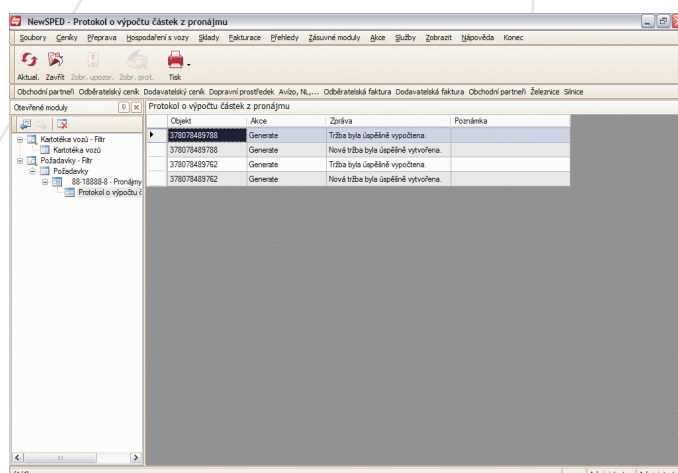 NewSPED - Protokol o výpočtu částek z pronájmu
Soubory Ceníky Přeprava Hospodaření s vozy Sklady Fakturace Přehledy Zásuvné moduly Akce Služby Zobrazit Nápověda Konec
Aktual. Zavřít Zobr. upozor. Zobr. prot. Tisk
Obchodní partneři Odběratelský ceník Dodavatelský ceník Dopravní prostředek Avízo, NL,... Odběratelská faktura Dodavatelská faktura Obchodní partneři Železnice Silnice
Otevřené moduly
Protokol o výpočtu částek z pronájmu
Objekt Akce Zpráva Poznámka
378078489788 Generate Tržba byla úspěšně vypočtena.
378078489788 Generate Nová tržba byla úspěšně vytvořena.
378078489762 Generate Tržba byla úspěšně vypočtena.
378078489762 Generate Nová tržba byla úspěšně vytvořena.
Kartotéka vozů - Filtr
Kartotéka vozů
Požadavky - Filtr
Požadavky
88-18888-8 - Pronájmy
Protokol o výpočtu č